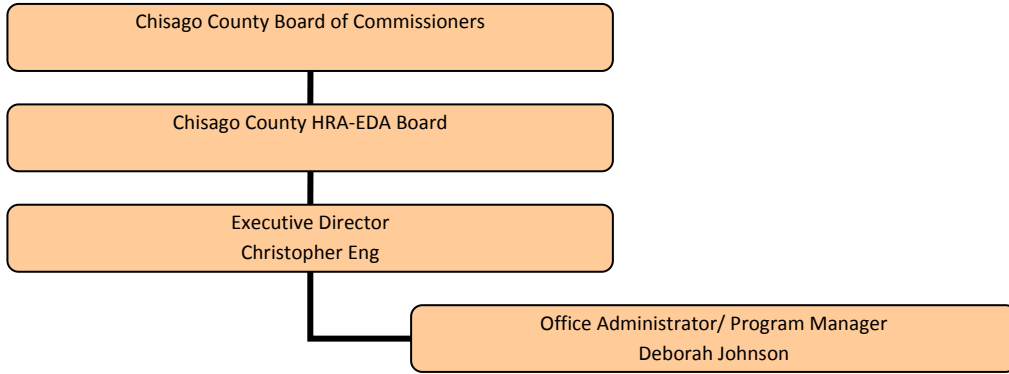 Chisago County Board of Commissioners
Chisago County HRA-EDA Board
Executive Director
Christopher Eng
Office Administrator/ Program Manager
Deborah Johnson